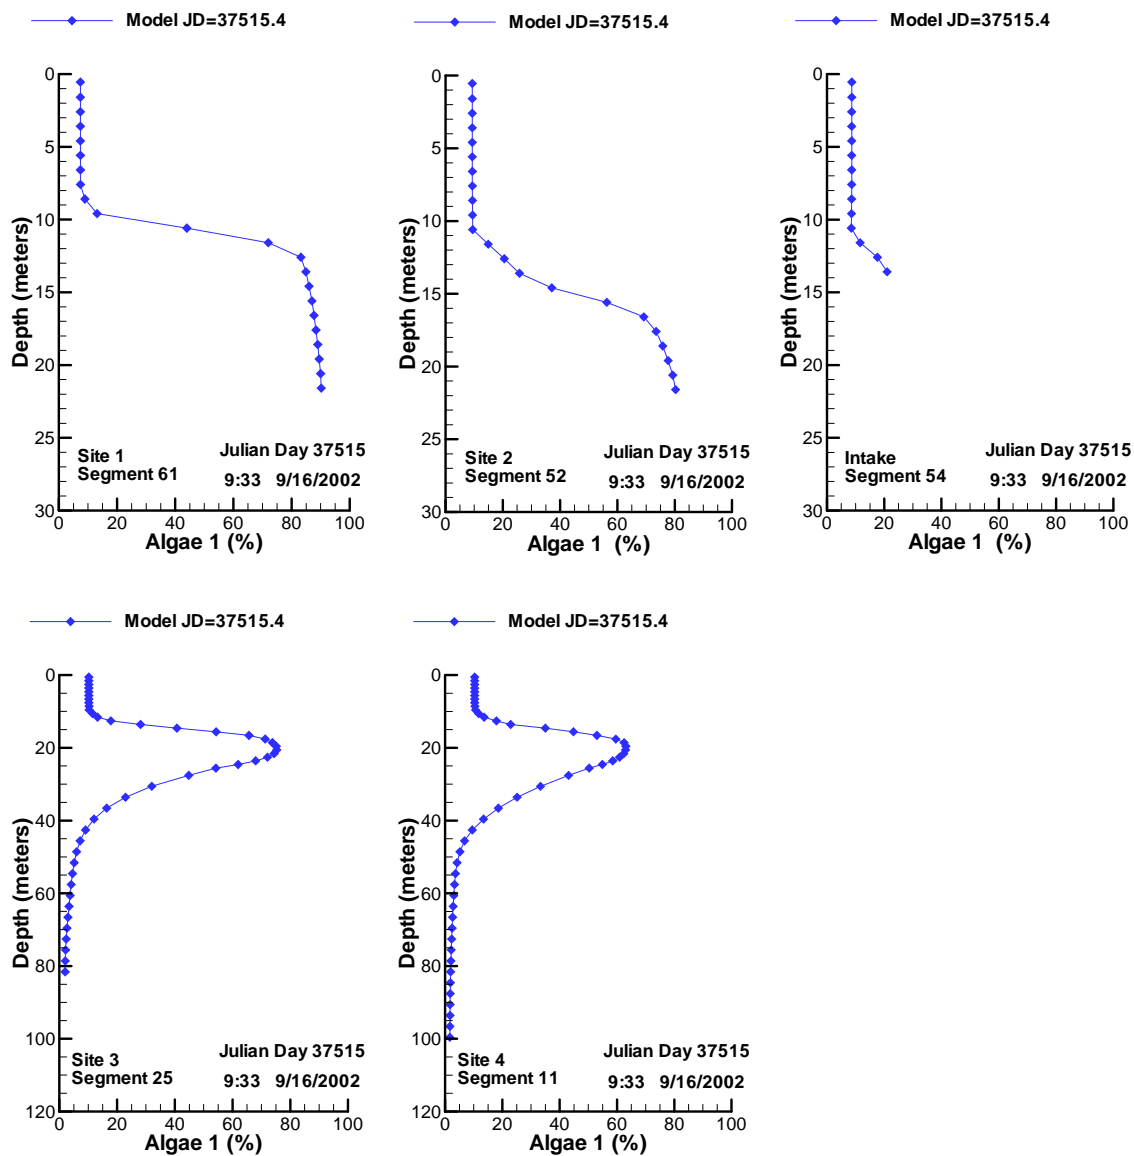 Model JD=37515.4
0
5
10
15
20
25
30
Depth (meters)
Site 1
Segment 61
Julian Day 37515
9:33 9/16/2002
0 20 40 60 80 100
Algae 1 (%)
Model JD=37515.4
0
5
10
15
20
25
30
Depth (meters)
Site 2
Segment 52
Julian Day 37515
9:33 9/16/2002
0 20 40 60 80 100
Algae 1 (%)
Model JD=37515.4
0
5
10
15
20
25
30
Depth (meters)
Intake
Segment 54
Julian Day 37515
9:33 9/16/2002
0 20 40 60 80 100
Algae 1 (%)
Model JD=37515.4
0
20
40
60
80
100
120
Depth (meters)
Site 3
Segment 25
Julian Day 37515
9:33 9/16/2002
0 20 40 60 80 100
Algae 1 (%)
Model JD=37515.4
0
20
40
60
80
100
120
Depth (meters)
Site 4
Segment 11
Julian Day 37515
9:33 9/16/2002
0 20 40 60 80 100
Algae 1 (%)